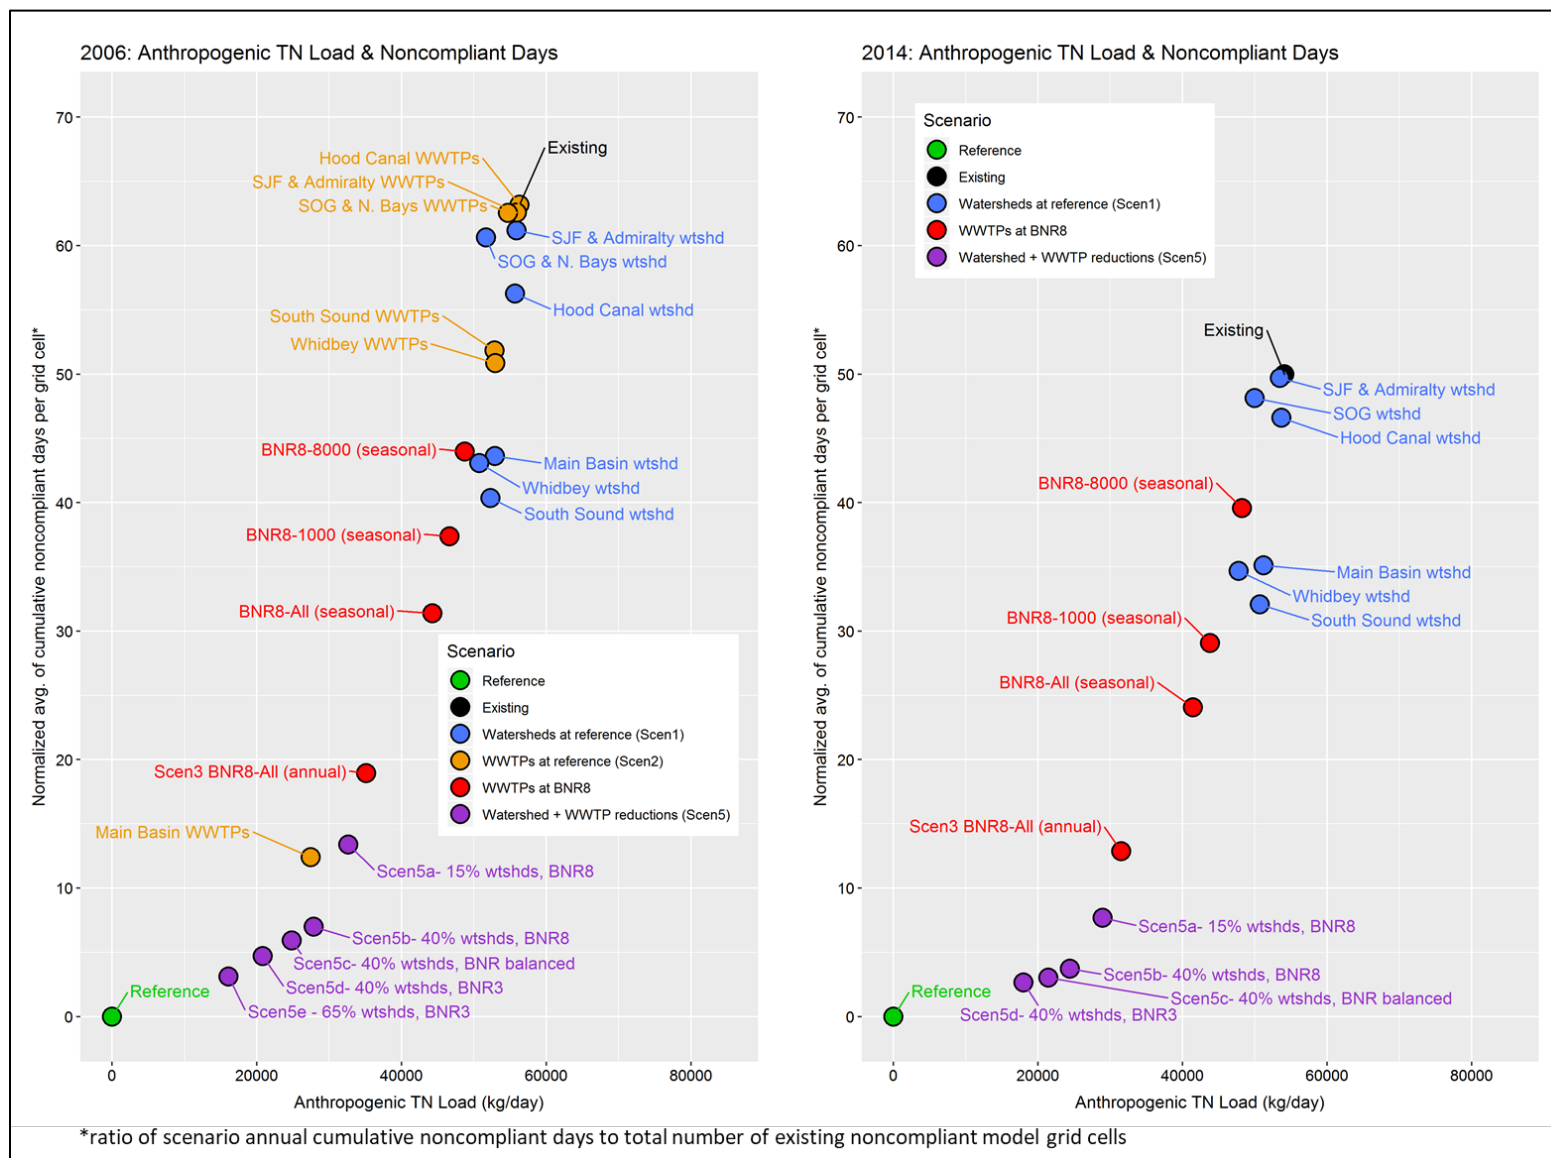 2006: Anthropogenic TN Load & Noncompliant Days
Normalized avg. of cumulative noncompliant days per grid cell*
70
60
50
40
30
20
10
0
Existing
Hood Canal WWTPs
SJF & Admiralty WWTPs
SOG & N. Bays WWTPs
SJF & Admiralty wtshd
SOG & N. Bays wtshd
Hood Canal wtshd
South Sound WWTPs
Whidbey WWTPs
BNR8-8000 (seasonal)
Main Basin wtshd
Whidbey wtshd
South Sound wtshd
BNR8-1000 (seasonal)
BNR8-All (seasonal)
Scenario
Reference
Existing
Watersheds at reference (Scen1)
WWTPs at reference (Scen2)
WWTPs at BNR8
Watershed + WWTP reductions (Scen5)
Scen3 BNR8-All (annual)
Main Basin WWTPs
Scen5a- 15% wtshds, BNR8
Scen5b- 40% wtshds, BNR8
Scen5c- 40% wtshds, BNR balanced
Scen5d- 40% wtshds, BNR3
Reference
Scen5e - 65% wtshds, BNR3
0
20000
40000
60000
80000
Anthropogenic TN Load (kg/day)
2014: Anthropogenic TN Load & Noncompliant Days
Normalized avg. of cumulative noncompliant days per grid cell*
70
60
50
40
30
20
10
0
Scenario
Reference
Existing
Watersheds at reference (Scen1)
WWTPs at BNR8
Watershed + WWTP reductions (Scen5)
Existing
SJF & Admiralty wtshd
SOG wtshd
Hood Canal wtshd
BNR8-8000 (seasonal)
Main Basin wtshd
Whidbey wtshd
South Sound wtshd
BNR8-1000 (seasonal)
BNR8-All (seasonal)
Scen3 BNR8-All (annual)
Scen5a- 15% wtshds, BNR8
Scen5b- 40% wtshds, BNR8
Reference
Scen5c- 40% wtshds, BNR balanced
Scen5d- 40% wtshds, BNR3
0
20000
40000
60000
80000
Anthropogenic TN Load (kg/day)
*ratio of scenario annual cumulative noncompliant days to total number of existing noncompliant model grid cells